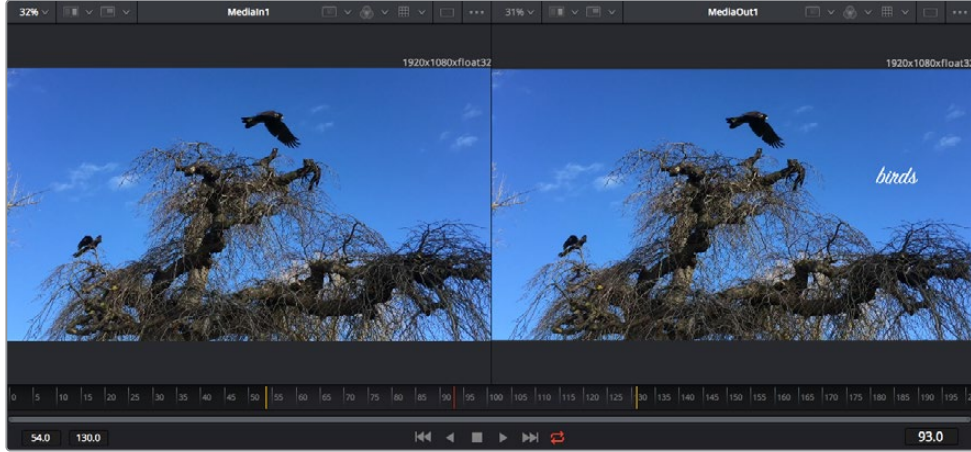 32% MediaIn1
31% MediaOut1
1920x1080xfloat32
1920x1080xfloat32
birds
0 5 10 15 20 25 30 35 40 45 50 55 60 65 70 75 80 85 90 95 100 105 110 115 120 125 130 135 140 145 150 155 160 165 170 175 180 185 190 195
54.0 130.0
93.0